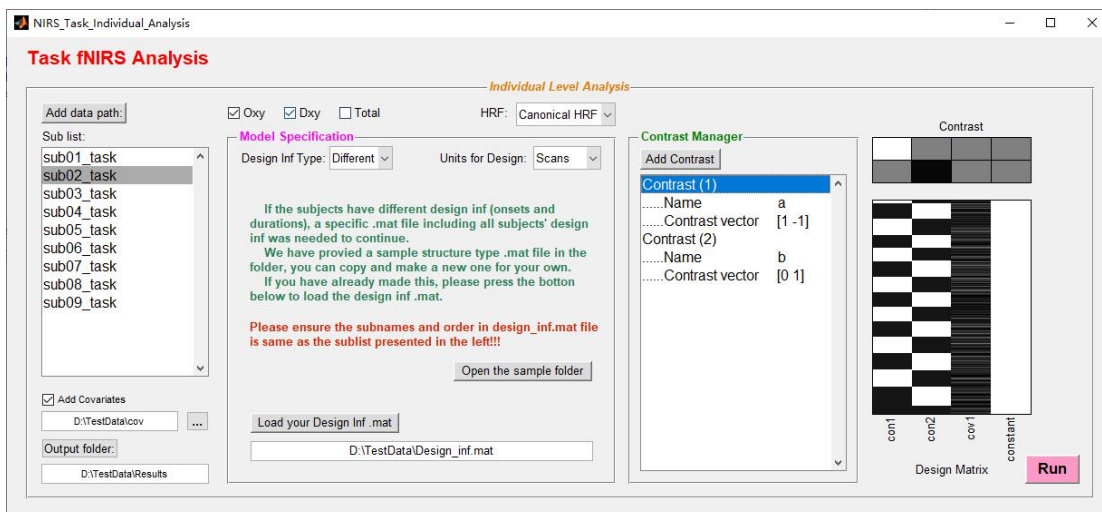 NIRS_Task_Individual_Analysis
Task fNIRS Analysis
Individual Level Analysis
Add data path:
Oxy
Dxy
Total
HRF:
Canonical HRF
Sub list:
sub01_task
sub02_task
sub03_task
sub04_task
sub05_task
sub06_task
sub07_task
sub08_task
sub09_task
Add Covariates
D:\TestData\cov
...
Output folder:
D:\TestData\Results
Model Specification
Design Inf Type:
Different
Units for Design:
Scans
If the subjects have different design inf (onsets and
durations), a specific .mat file including all subjects' design
inf was needed to continue.
We have provied a sample structure type .mat file in the
folder, you can copy and make a new one for your own.
If you have already made this, please press the botton
below to load the design inf .mat.
Please ensure the subnames and order in design_inf.mat file
is same as the sublist presented in the left!!!
Open the sample folder
Load your Design Inf .mat
D:\TestData\Design_inf.mat
Contrast Manager
Add Contrast
Contrast (1)
......Name a
......Contrast vector [1 -1]
Contrast (2)
......Name b
......Contrast vector [0 1]
Contrast
con1
con2
cov1
constant
Design Matrix
Run